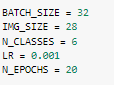 BATCH_SIZE = 32
IMG_SIZE = 28
N_CLASSES = 6
LR = 0.001
N_EPOCHS = 20